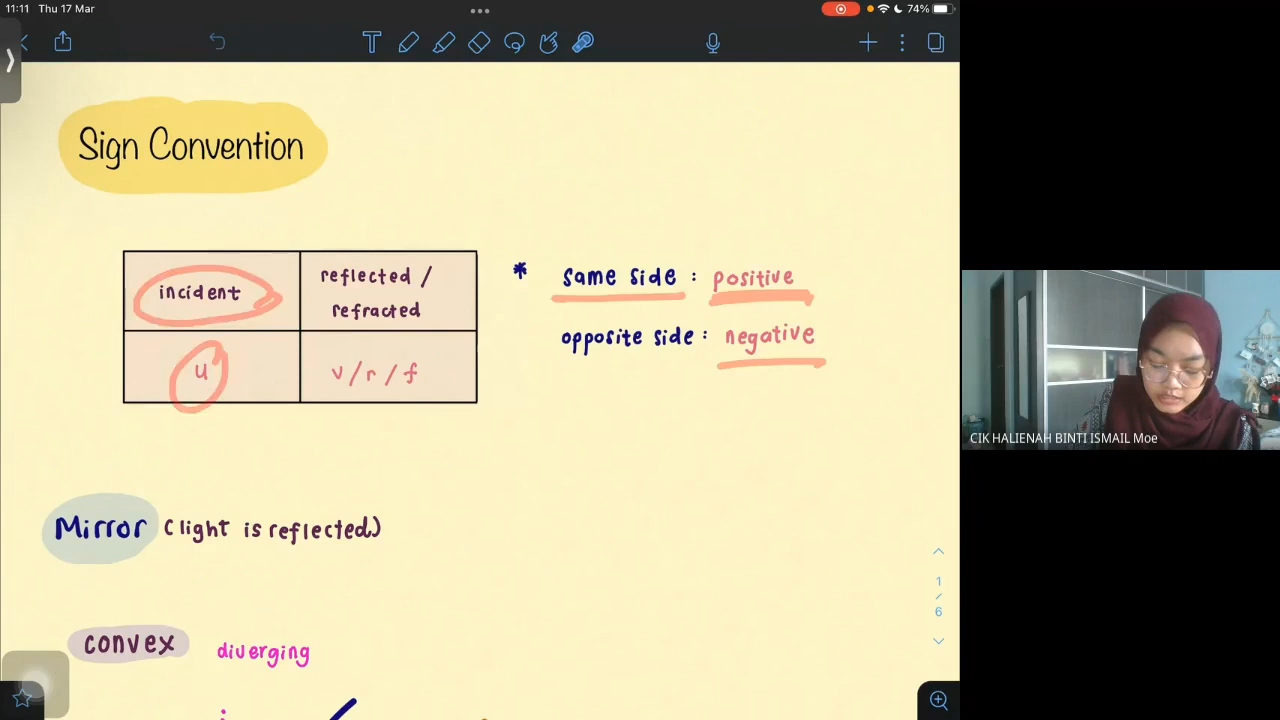 11:11 Thu 17 Mar
74%
Sign Convention
incident
reflected /
refracted
u
v / r / f
* same side : positive
opposite side : negative
CIK HALIENAH BINTI ISMAIL Moe
Mirror (light is reflected)
1
/
6
convex diverging